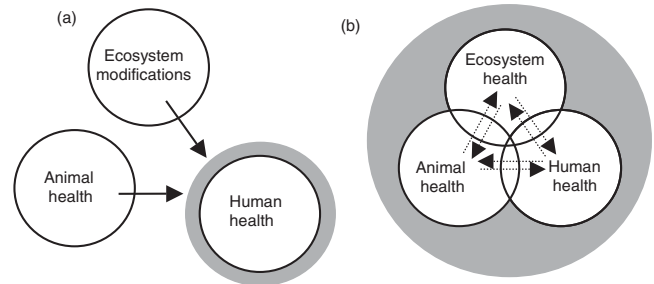 (a)
Ecosystem
modifications
Animal
health
Human
health
(b)
Ecosystem
health
Animal
health
Human
health